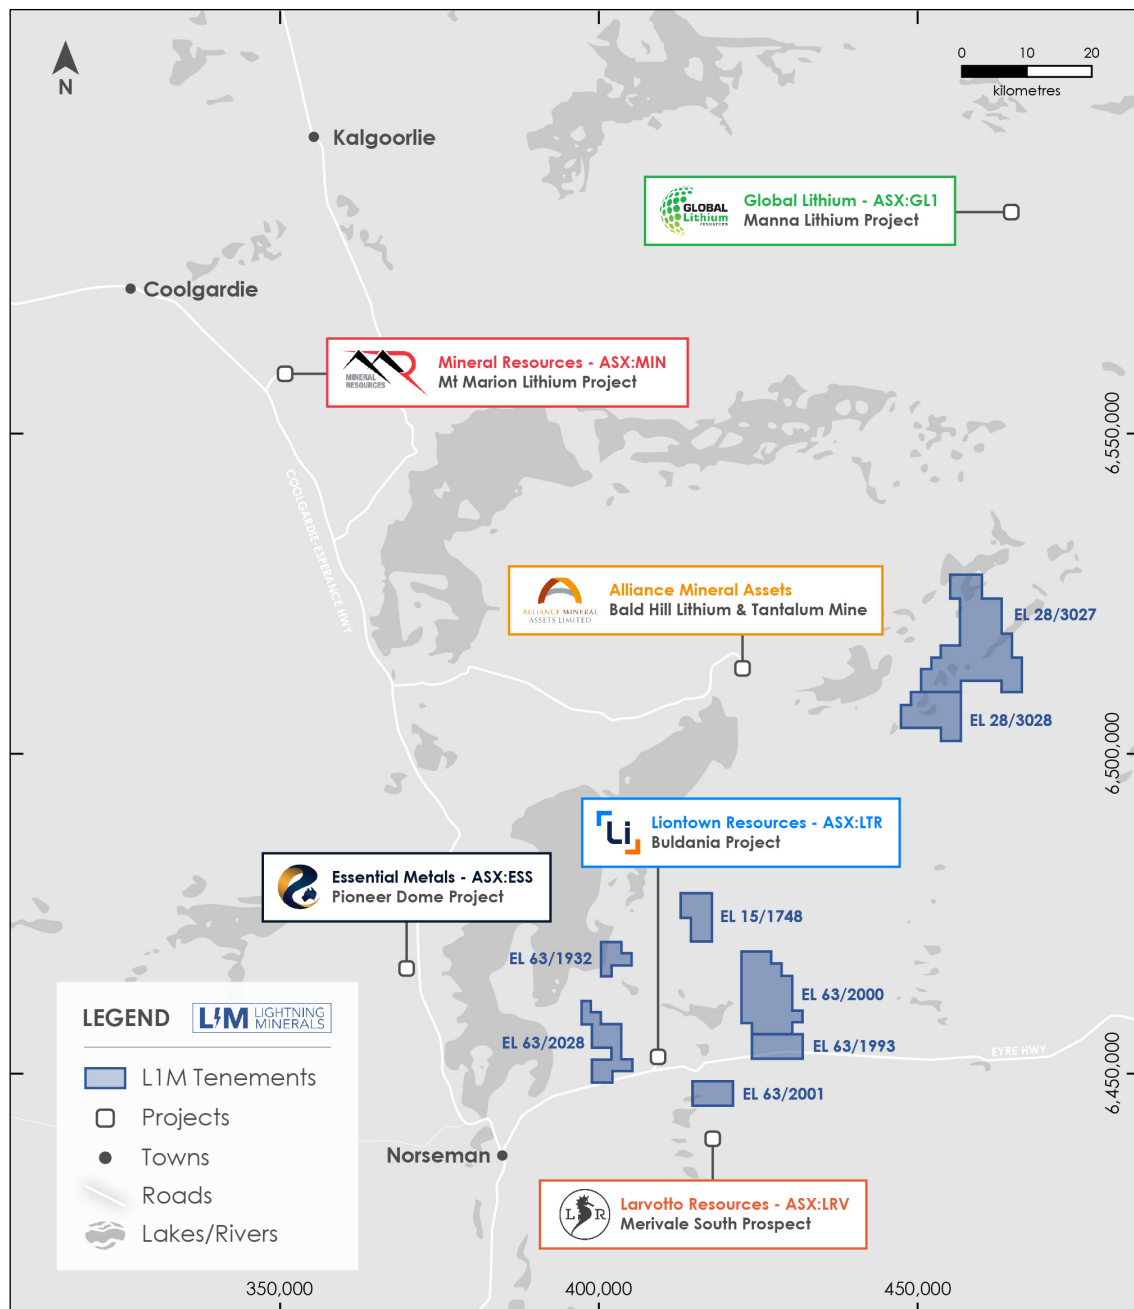 N
0 10 20
kilometres
Kalgoorlie
GLOBAL
Lithium
resources
Global Lithium - ASX:GL1
Manna Lithium Project
Coolgardie
MINERAL
RESOURCES
Mineral Resources - ASX:MIN
Mt Marion Lithium Project
6,550,000
COOLGARDIE-ESPERANCE HWY
ALLIANCE MINERAL
ASSETS LIMITED
Alliance Mineral Assets
Bald Hill Lithium & Tantalum Mine
EL 28/3027
EL 28/3028
6,500,000
Li
Liontown Resources - ASX:LTR
Buldania Project
Essential Metals - ASX:ESS
Pioneer Dome Project
EL 15/1748
EL 63/1932
EL 63/2000
EL 63/2028
EL 63/1993
EYRE HWY
6,450,000
EL 63/2001
Norseman
L R
Larvotto Resources - ASX:LRV
Merivale South Prospect
LEGEND
L1M LIGHTNING
MINERALS
L1M Tenements
Projects
Towns
Roads
Lakes/Rivers
350,000
400,000
450,000